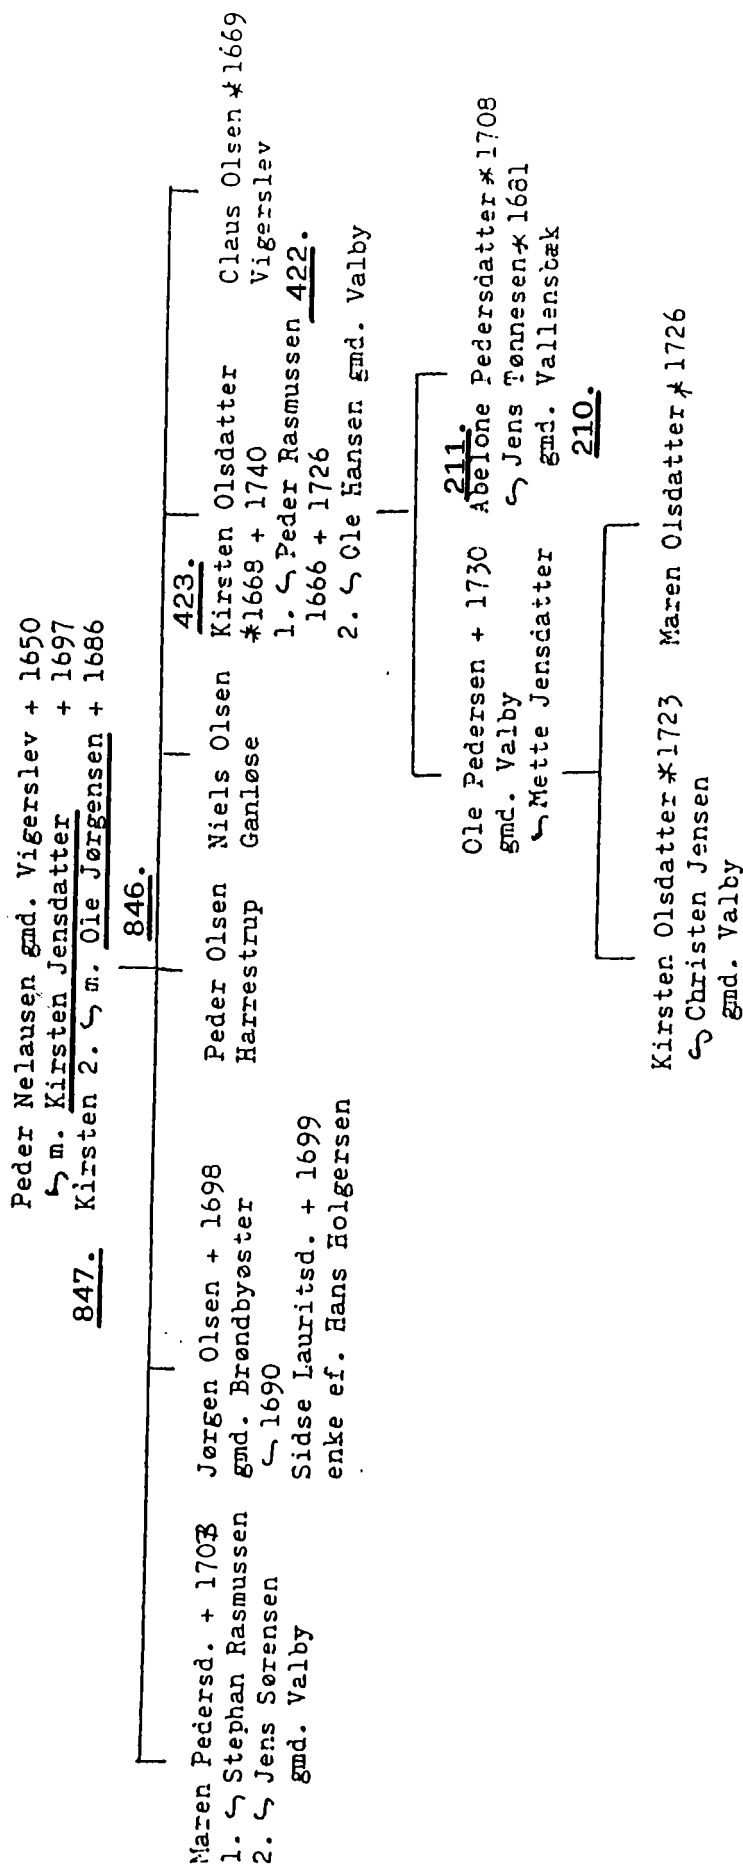 Peder Nelausen gmd. Vigerslev + 1650
m. Kirsten Jensdatter + 1697
847. Kirsten 2. m. Ole Jørgensen + 1686
846.
Maren Pedersd. + 1703
1. Stephan Rasmussen
2. Jens Sørensen
gmd. Valby
Jørgen Olsen + 1698
gmd. Brøndbyøster
1690
Sidse Lauritsd. + 1699
enke ef. Hans Holgersen
Peder Olsen
Harrestrup
Niels Olsen
Ganløse
423.
Kirsten Olsdatter
*1668 + 1740
1. Peder Rasmussen 422.
1666 + 1726
2. Ole Hansen gmd. Valby
Claus Olsen *1669
Vigerslev
Ole Pedersen + 1730
gmd. Valby
Mette Jensdatter
211.
Abelone Pedersdatter *1708
Jens Tønnesen *1681
gmd. Vallensbæk
210.
Kirsten Olsdatter *1723
Christen Jensen
gmd. Valby
Maren Olsdatter * 1726